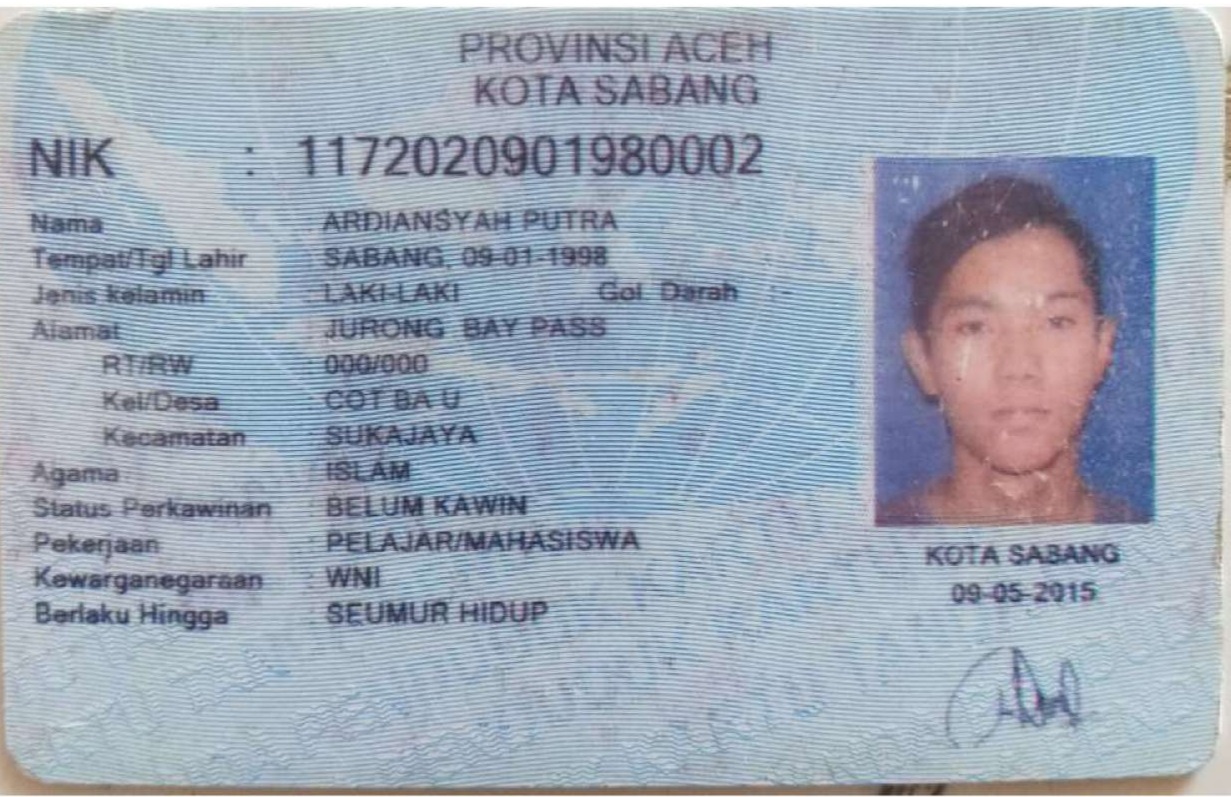 PROVINSI ACEH
KOTA SABANG
NIK : 1172020901980002
Nama : ARDIANSYAH PUTRA
Tempat/Tgl Lahir : SABANG, 09-01-1998
Jenis kelamin : LAKI-LAKI Gol. Darah : -
Alamat : JURONG BAY PASS
RT/RW : 000/000
Kel/Desa : COT BA U
Kecamatan : SUKAJAYA
Agama : ISLAM
Status Perkawinan : BELUM KAWIN
Pekerjaan : PELAJAR/MAHASISWA
Kewarganegaraan : WNI
Berlaku Hingga : SEUMUR HIDUP
KOTA SABANG
09-05-2015